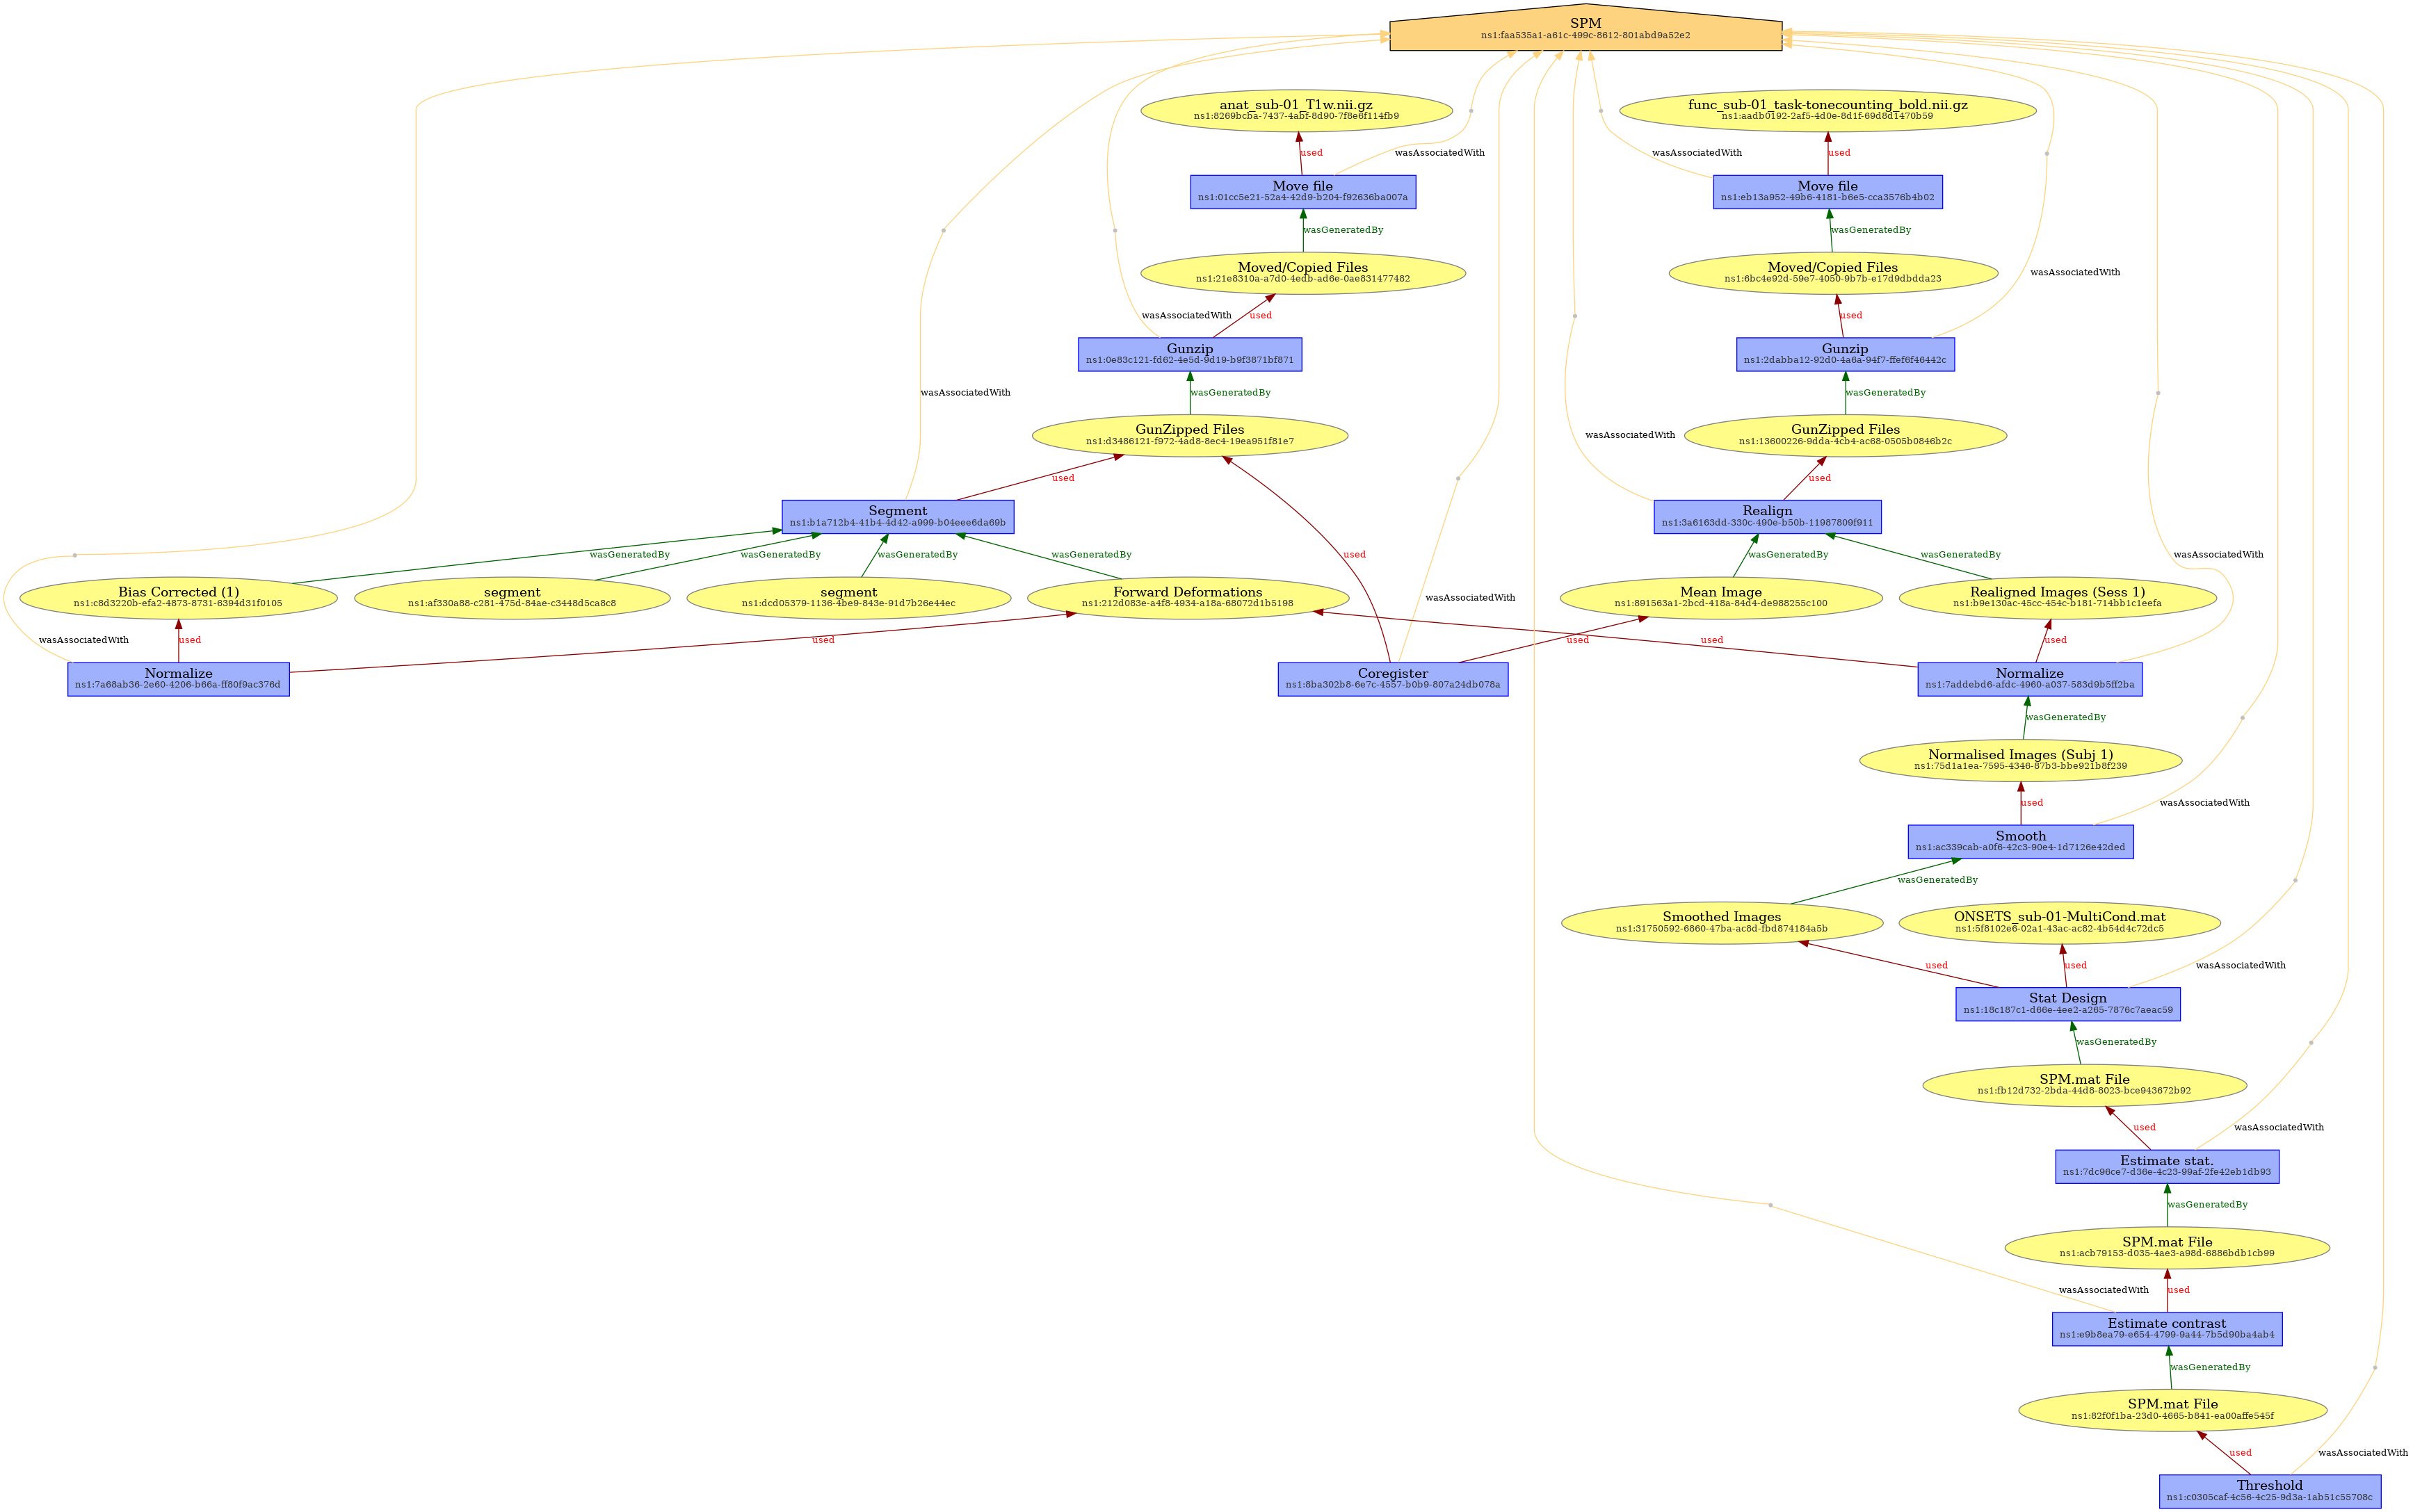 SPM
ns1:faa535a1-a61c-499c-8612-801abd9a52e2
anat_sub-01_T1w.nii.gz
ns1:8269bcba-7437-4abf-8d90-7f8e6f114fb9
func_sub-01_task-tonecounting_bold.nii.gz
ns1:aadb0192-2af5-4d0e-8d1f-69d8d1470b59
used
wasAssociatedWith
wasAssociatedWith
used
Move file
ns1:01cc5e21-52a4-42d9-b204-f92636ba007a
Move file
ns1:eb13a952-49b6-4181-b6e5-cca3576b4b02
wasGeneratedBy
wasGeneratedBy
Moved/Copied Files
ns1:21e8310a-a7d0-4edb-ad6e-0ae831477482
Moved/Copied Files
ns1:6bc4e92d-59e7-4050-9b7b-e17d9dbdda23
wasAssociatedWith
wasAssociatedWith
used
used
Gunzip
ns1:0e83c121-fd62-4e5d-9d19-b9f3871bf871
Gunzip
ns1:2dabba12-92d0-4a6a-94f7-ffef6f46442c
wasAssociatedWith
wasGeneratedBy
wasGeneratedBy
GunZipped Files
ns1:d3486121-f972-4ad8-8ec4-19ea951f81e7
GunZipped Files
ns1:13600226-9dda-4cb4-ac68-0505b0846b2c
wasAssociatedWith
used
used
Segment
ns1:b1a712b4-41b4-4d42-a999-b04eee6da69b
Realign
ns1:3a6163dd-330c-490e-b50b-11987809f911
wasGeneratedBy
wasGeneratedBy
wasGeneratedBy
wasGeneratedBy
used
wasGeneratedBy
wasGeneratedBy
wasAssociatedWith
Bias Corrected (1)
ns1:c8d3220b-efa2-4873-8731-6394d31f0105
segment
ns1:af330a88-c281-475d-84ae-c3448d5ca8c8
segment
ns1:dcd05379-1136-4be9-843e-91d7b26e44ec
Forward Deformations
ns1:212d083e-a4f8-4934-a18a-68072d1b5198
wasAssociatedWith
Mean Image
ns1:891563a1-2bcd-418a-84d4-de988255c100
Realigned Images (Sess 1)
ns1:b9e130ac-45cc-454c-b181-714bb1c1eefa
wasAssociatedWith
used
used
used
used
used
Normalize
ns1:7a68ab36-2e60-4206-b66a-ff80f9ac376d
Coregister
ns1:8ba302b8-6e7c-4557-b0b9-807a24db078a
Normalize
ns1:7addebd6-afdc-4960-a037-583d9b5ff2ba
wasGeneratedBy
Normalised Images (Subj 1)
ns1:75d1a1ea-7595-4346-87b3-bbe921b8f239
used
wasAssociatedWith
Smooth
ns1:ac339cab-a0f6-42c3-90e4-1d7126e42ded
wasGeneratedBy
Smoothed Images
ns1:31750592-6860-47ba-ac8d-fbd874184a5b
ONSETS_sub-01-MultiCond.mat
ns1:5f8102e6-02a1-43ac-ac82-4b54d4c72dc5
used
used
wasAssociatedWith
Stat Design
ns1:18c187c1-d66e-4ee2-a265-7876c7aeac59
wasGeneratedBy
SPM.mat File
ns1:fb12d732-2bda-44d8-8023-bce943672b92
used
wasAssociatedWith
Estimate stat.
ns1:7dc96ce7-d36e-4c23-99af-2fe42eb1db93
wasGeneratedBy
SPM.mat File
ns1:acb79153-d035-4ae3-a98d-6886bdb1cb99
wasAssociatedWith
used
Estimate contrast
ns1:e9b8ea79-e654-4799-9a44-7b5d90ba4ab4
wasGeneratedBy
SPM.mat File
ns1:82f0f1ba-23d0-4665-b841-ea00affe545f
used
wasAssociatedWith
Threshold
ns1:c0305caf-4c56-4c25-9d3a-1ab51c55708c